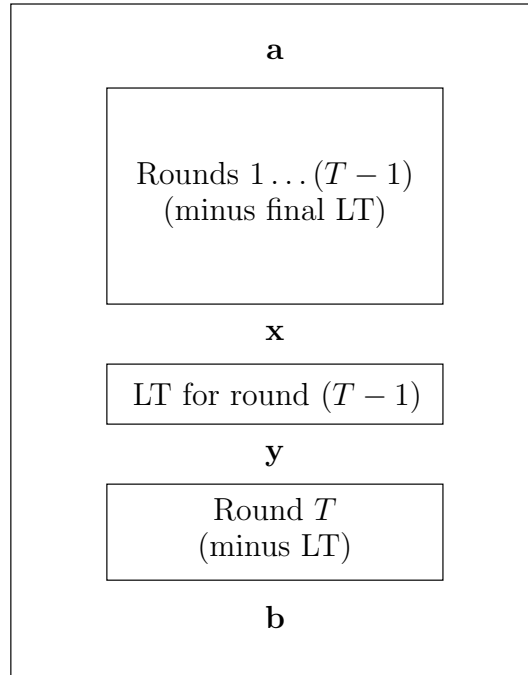 a
Rounds 1 … (T − 1)
(minus final LT)
x
LT for round (T − 1)
y
Round T
(minus LT)
b